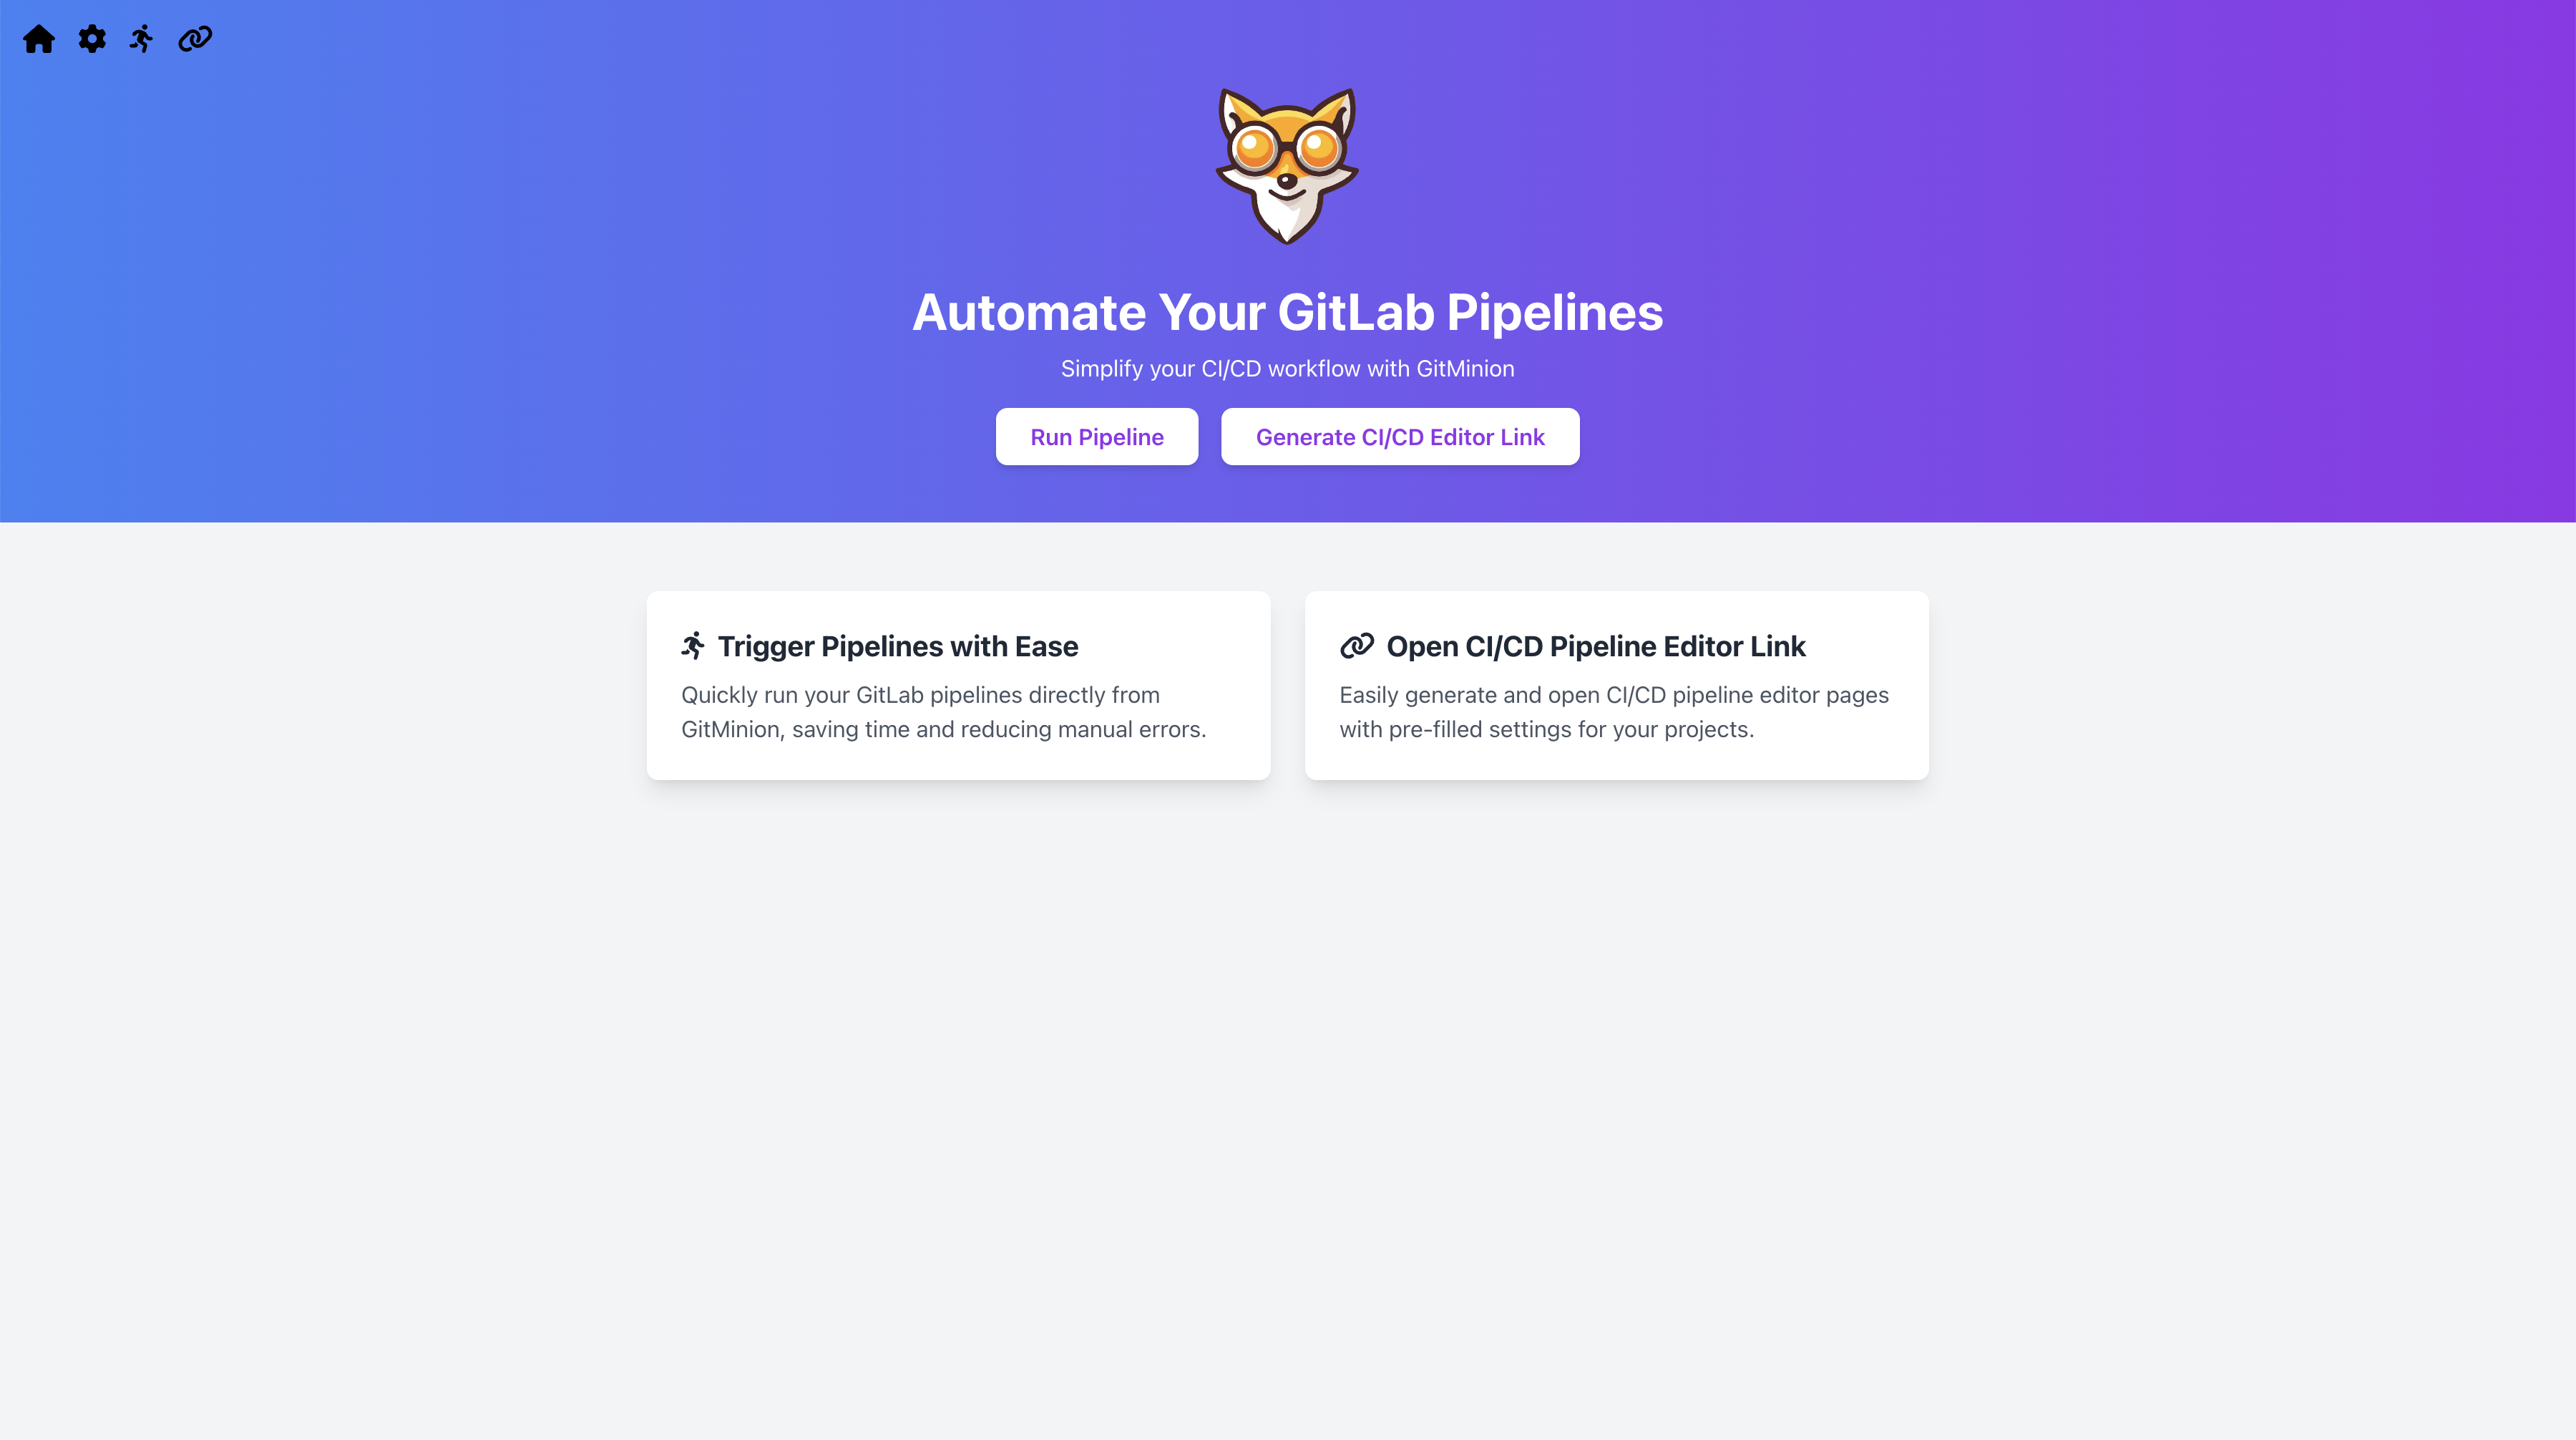 Automate Your GitLab Pipelines
Simplify your CI/CD workflow with GitMinion
Run Pipeline
Generate CI/CD Editor Link
Trigger Pipelines with Ease
Quickly run your GitLab pipelines directly from
GitMinion, saving time and reducing manual errors.
Open CI/CD Pipeline Editor Link
Easily generate and open CI/CD pipeline editor pages
with pre-filled settings for your projects.